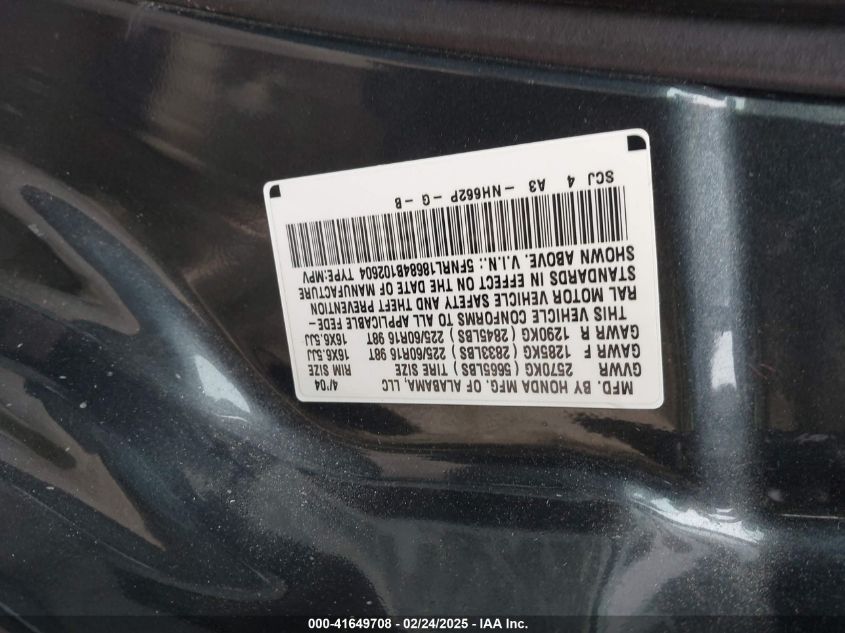 MFD. BY HONDA MFG. OF ALABAMA, LLC 4/04
GVWR 2570KG ( 5665LBS ) TIRE SIZE RIM SIZE
GAWR F 1285KG ( 2833LBS ) 225/60R16 98T 16X6.5JJ
GAWR R 1290KG ( 2845LBS ) 225/60R16 98T 16X6.5JJ
THIS VEHICLE CONFORMS TO ALL APPLICABLE FEDE-
RAL MOTOR VEHICLE SAFETY AND THEFT PREVENTION
STANDARDS IN EFFECT ON THE DATE OF MANUFACTURE
SHOWN ABOVE. V.I.N.: 5FNRL18684B102604 TYPE:MPV
SCJ 4 A3 - NH662P - G - B
000-41649708 - 02/24/2025 - IAA Inc.